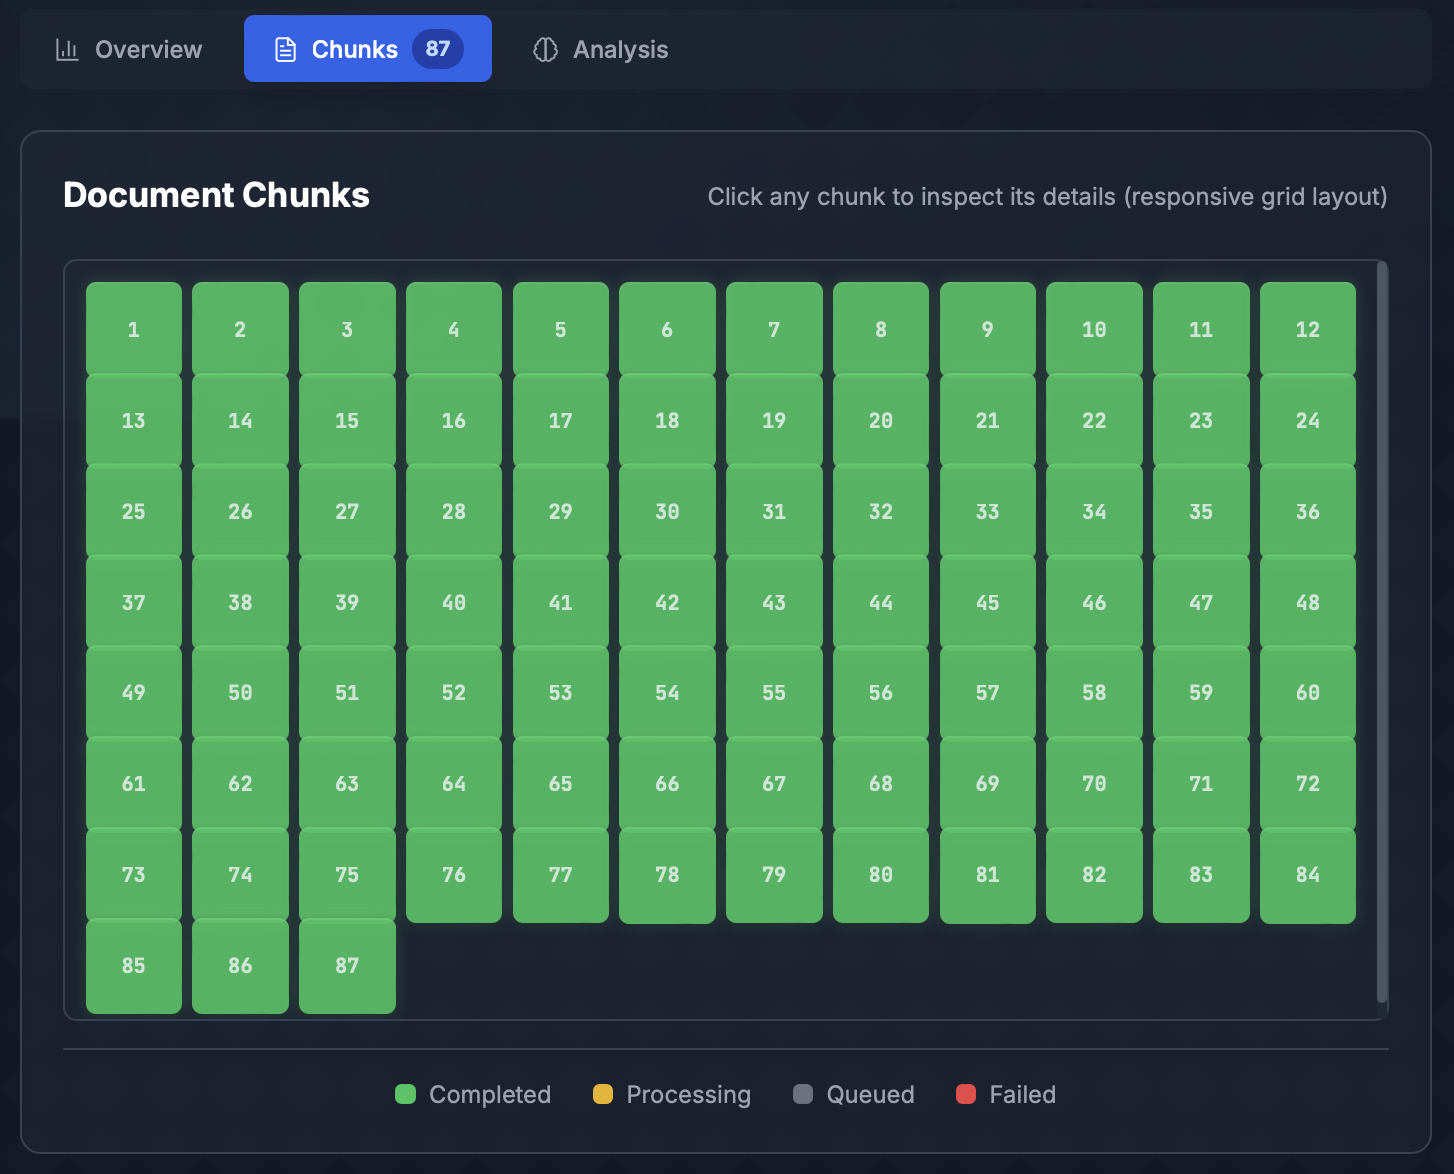 Overview Chunks 87 Analysis
Document Chunks Click any chunk to inspect its details (responsive grid layout)
1 2 3 4 5 6 7 8 9 10 11 12
13 14 15 16 17 18 19 20 21 22 23 24
25 26 27 28 29 30 31 32 33 34 35 36
37 38 39 40 41 42 43 44 45 46 47 48
49 50 51 52 53 54 55 56 57 58 59 60
61 62 63 64 65 66 67 68 69 70 71 72
73 74 75 76 77 78 79 80 81 82 83 84
85 86 87
Completed Processing Queued Failed